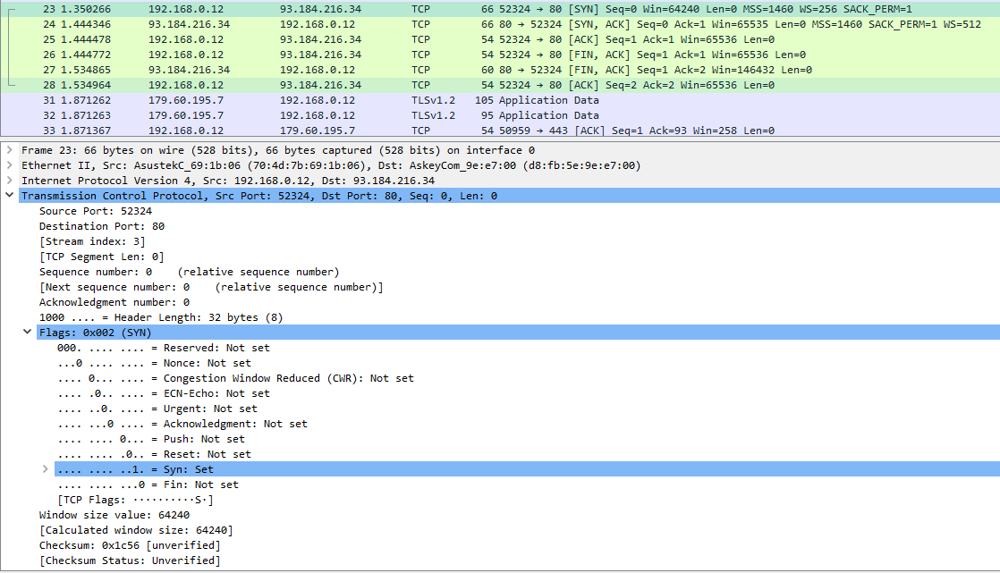 23 1.350266 192.168.0.12 93.184.216.34 TCP 66 52324 → 80 [SYN] Seq=0 Win=64240 Len=0 MSS=1460 WS=256 SACK_PERM=1
24 1.444346 93.184.216.34 192.168.0.12 TCP 66 80 → 52324 [SYN, ACK] Seq=0 Ack=1 Win=65535 Len=0 MSS=1460 SACK_PERM=1 WS=512
25 1.444478 192.168.0.12 93.184.216.34 TCP 54 52324 → 80 [ACK] Seq=1 Ack=1 Win=65536 Len=0
26 1.444772 192.168.0.12 93.184.216.34 TCP 54 52324 → 80 [FIN, ACK] Seq=1 Ack=1 Win=65536 Len=0
27 1.534865 93.184.216.34 192.168.0.12 TCP 60 80 → 52324 [FIN, ACK] Seq=1 Ack=2 Win=146432 Len=0
28 1.534964 192.168.0.12 93.184.216.34 TCP 54 52324 → 80 [ACK] Seq=2 Ack=2 Win=65536 Len=0
31 1.871262 179.60.195.7 192.168.0.12 TLSv1.2 105 Application Data
32 1.871263 179.60.195.7 192.168.0.12 TLSv1.2 95 Application Data
33 1.871367 192.168.0.12 179.60.195.7 TCP 54 50959 → 443 [ACK] Seq=1 Ack=93 Win=258 Len=0
Frame 23: 66 bytes on wire (528 bits), 66 bytes captured (528 bits) on interface 0
Ethernet II, Src: AsustekC_69:1b:06 (70:4d:7b:69:1b:06), Dst: AskeyCom_9e:e7:00 (d8:fb:5e:9e:e7:00)
Internet Protocol Version 4, Src: 192.168.0.12, Dst: 93.184.216.34
Transmission Control Protocol, Src Port: 52324, Dst Port: 80, Seq: 0, Len: 0
Source Port: 52324
Destination Port: 80
[Stream index: 3]
[TCP Segment Len: 0]
Sequence number: 0 (relative sequence number)
[Next sequence number: 0 (relative sequence number)]
Acknowledgment number: 0
1000 .... = Header Length: 32 bytes (8)
Flags: 0x002 (SYN)
000. .... .... = Reserved: Not set
...0 .... .... = Nonce: Not set
.... 0... .... = Congestion Window Reduced (CWR): Not set
.... .0.. .... = ECN-Echo: Not set
.... ..0. .... = Urgent: Not set
.... ...0 .... = Acknowledgment: Not set
.... .... 0... = Push: Not set
.... .... .0.. = Reset: Not set
.... .... ..1. = Syn: Set
.... .... ...0 = Fin: Not set
[TCP Flags: ··········S·]
Window size value: 64240
[Calculated window size: 64240]
Checksum: 0x1c56 [unverified]
[Checksum Status: Unverified]